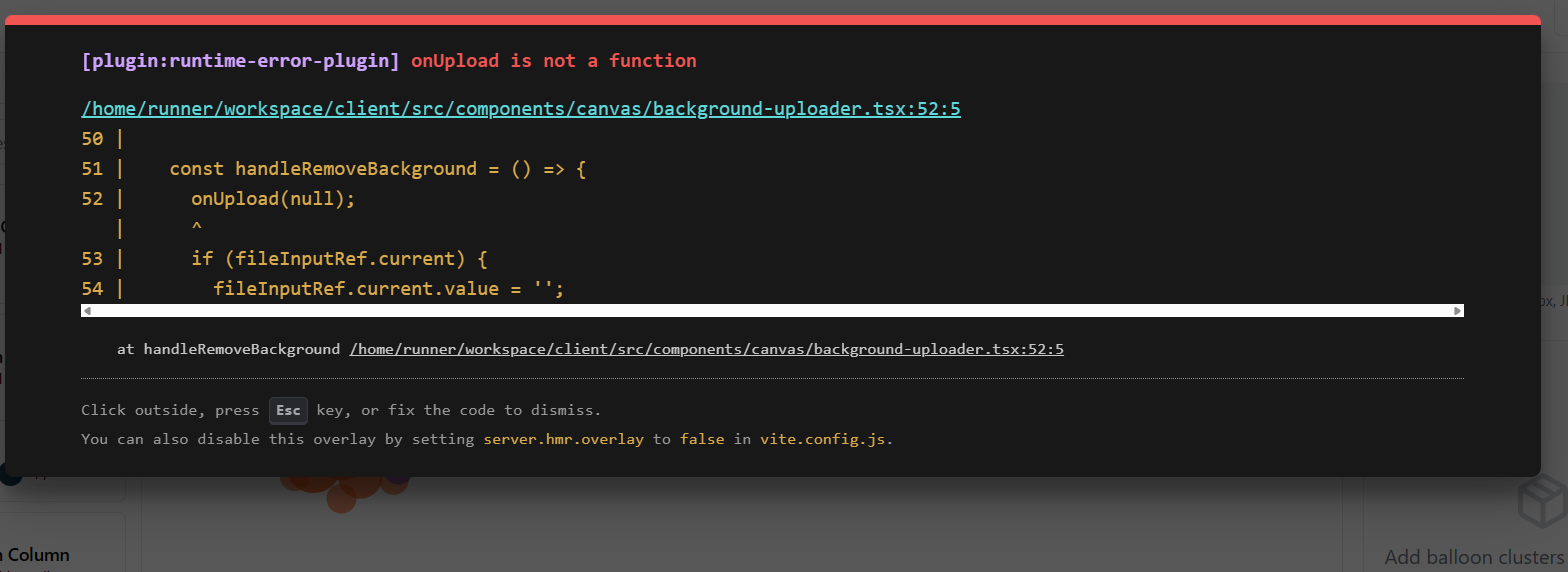 [plugin:runtime-error-plugin] onUpload is not a function
/home/runner/workspace/client/src/components/canvas/background-uploader.tsx:52:5
50 |
51 |    const handleRemoveBackground = () => {
52 |      onUpload(null);
   |      ^
53 |      if (fileInputRef.current) {
54 |        fileInputRef.current.value = '';
at handleRemoveBackground /home/runner/workspace/client/src/components/canvas/background-uploader.tsx:52:5
Click outside, press Esc key, or fix the code to dismiss.
You can also disable this overlay by setting server.hmr.overlay to false in vite.config.js.
Column
Add balloon clusters